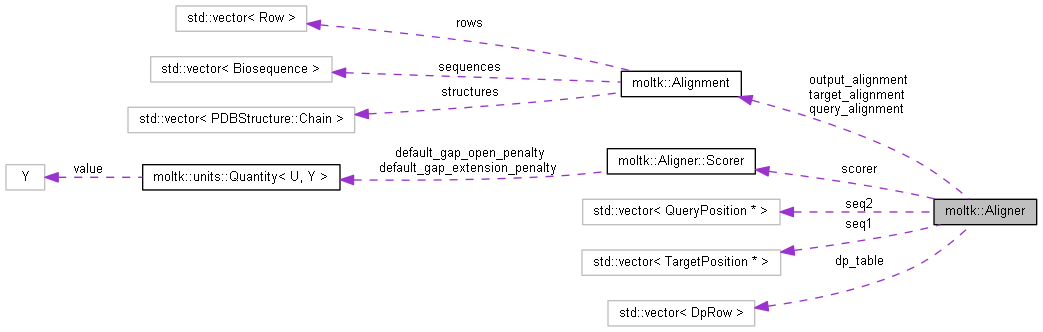 std::vector< Row >
rows
std::vector< Biosequence >
sequences
structures
std::vector< PDBStructure::Chain >
moltk::Alignment
output_alignment
target_alignment
query_alignment
Y
value
moltk::units::Quantity< U, Y >
default_gap_open_penalty
default_gap_extension_penalty
moltk::Aligner::Scorer
scorer
std::vector< QueryPosition * >
seq2
moltk::Aligner
seq1
std::vector< TargetPosition * >
dp_table
std::vector< DpRow >